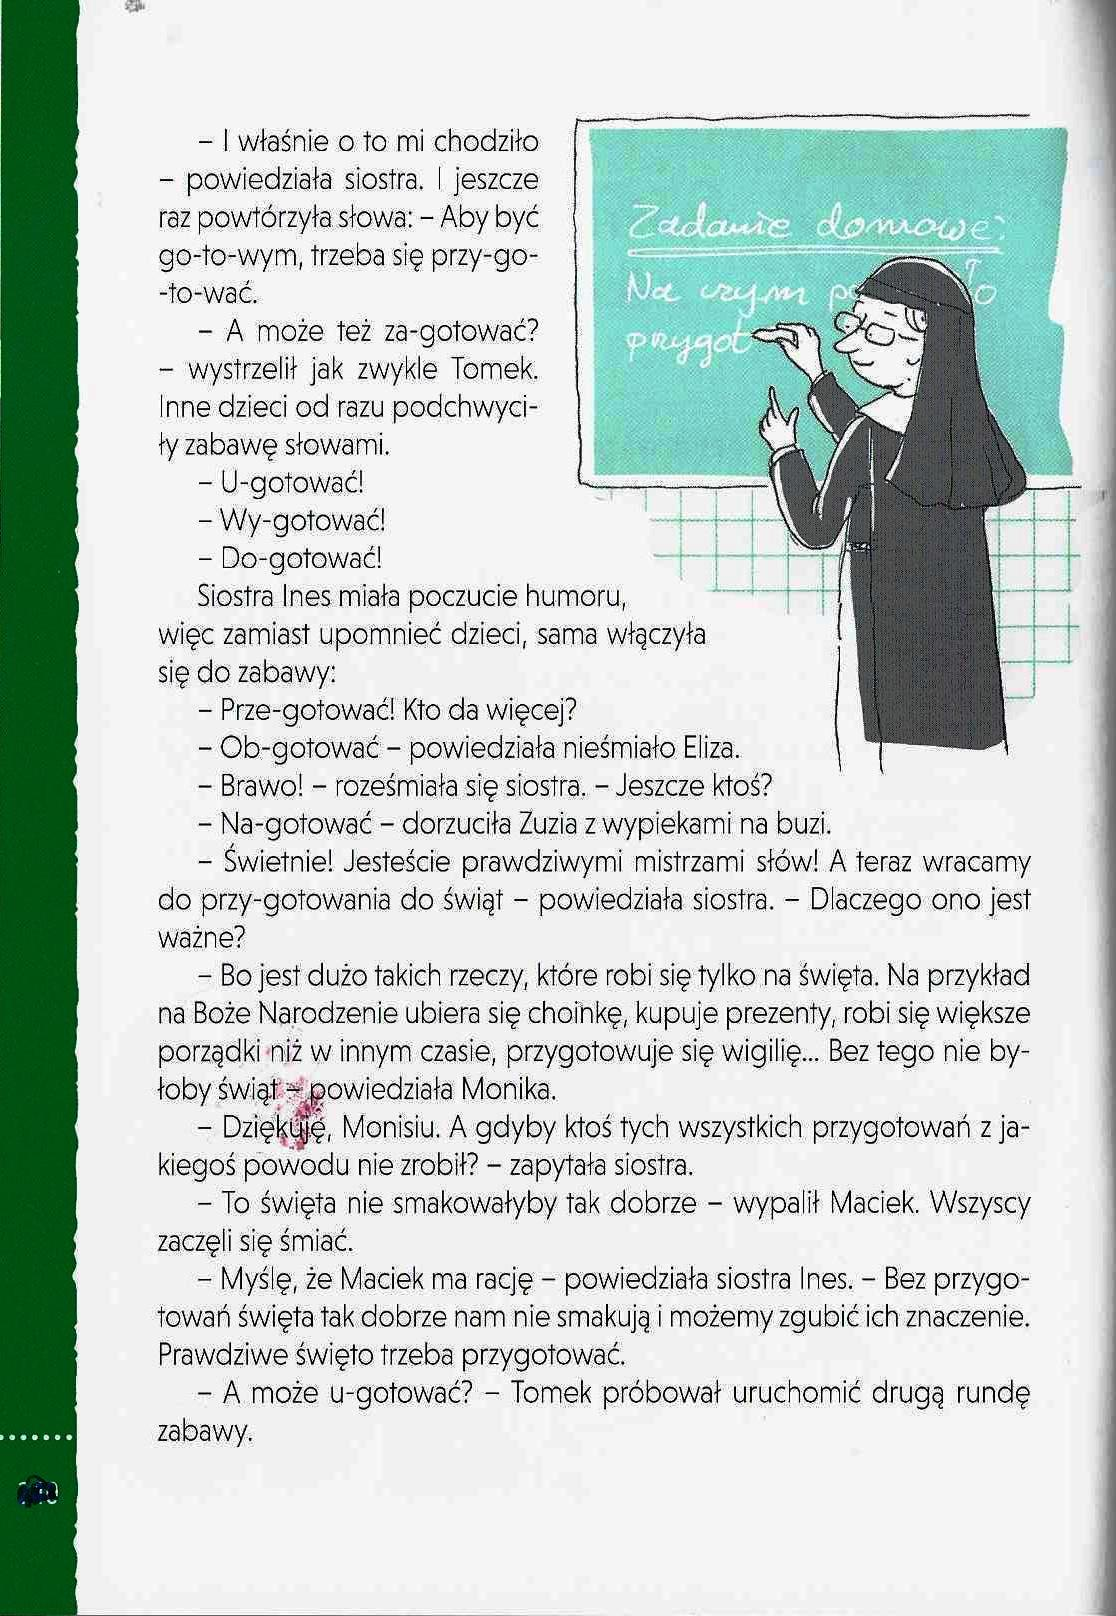 – I właśnie o to mi chodziło
– powiedziała siostra. I jeszcze
raz powtórzyła słowa: – Aby być
go-to-wym, trzeba się przy-go-
-to-wać.
– A może też za-gotować?
– wystrzelił jak zwykle Tomek.
Inne dzieci od razu podchwyci-
ły zabawę słowami.
– U-gotować!
– Wy-gotować!
– Do-gotować!
Siostra Ines miała poczucie humoru,
więc zamiast upomnieć dzieci, sama włączyła
się do zabawy:
– Prze-gotować! Kto da więcej?
– Ob-gotować – powiedziała nieśmiało Eliza.
– Brawo! – roześmiała się siostra. – Jeszcze ktoś?
– Na-gotować – dorzuciła Zuzia z wypiekami na buzi.
– Świetnie! Jesteście prawdziwymi mistrzami słów! A teraz wracamy
do przy-gotowania do świąt – powiedziała siostra. – Dlaczego ono jest
ważne?
– Bo jest dużo takich rzeczy, które robi się tylko na święta. Na przykład
na Boże Narodzenie ubiera się choinkę, kupuje prezenty, robi się większe
porządki niż w innym czasie, przygotowuje się wigilię... Bez tego nie by-
łoby świąt – powiedziała Monika.
– Dziękuję, Monisiu. A gdyby ktoś tych wszystkich przygotowań z ja-
kiegoś powodu nie zrobił? – zapytała siostra.
– To święta nie smakowałyby tak dobrze – wypalił Maciek. Wszyscy
zaczęli się śmiać.
– Myślę, że Maciek ma rację – powiedziała siostra Ines. – Bez przygo-
towań święta tak dobrze nam nie smakują i możemy zgubić ich znaczenie.
Prawdziwe święto trzeba przygotować.
– A może u-gotować? – Tomek próbował uruchomić drugą rundę
zabawy.
Zadanie domowe:
Na czym
przygot